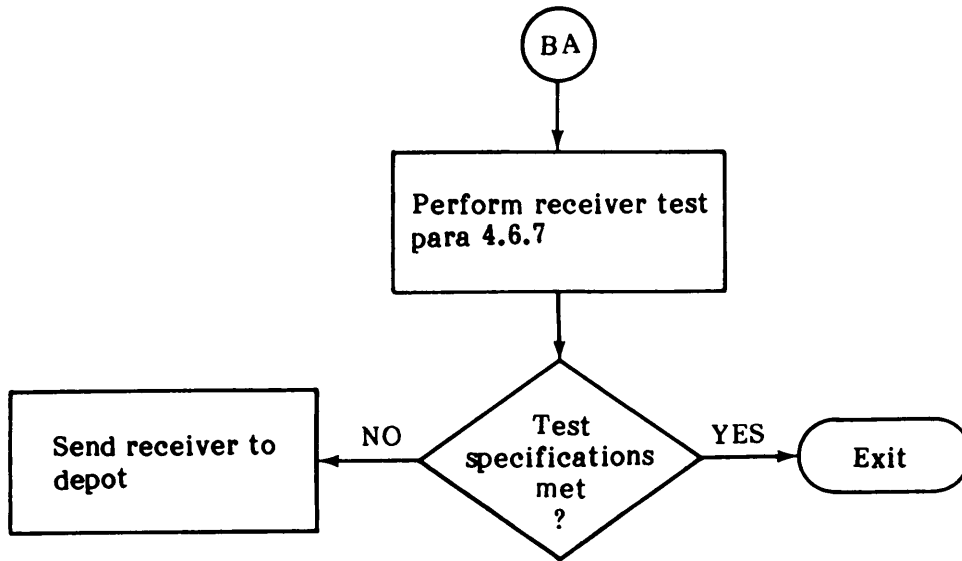 BA
Perform receiver test
para 4.6.7
Send receiver to
depot
NO
Test
specifications
met
?
YES
Exit